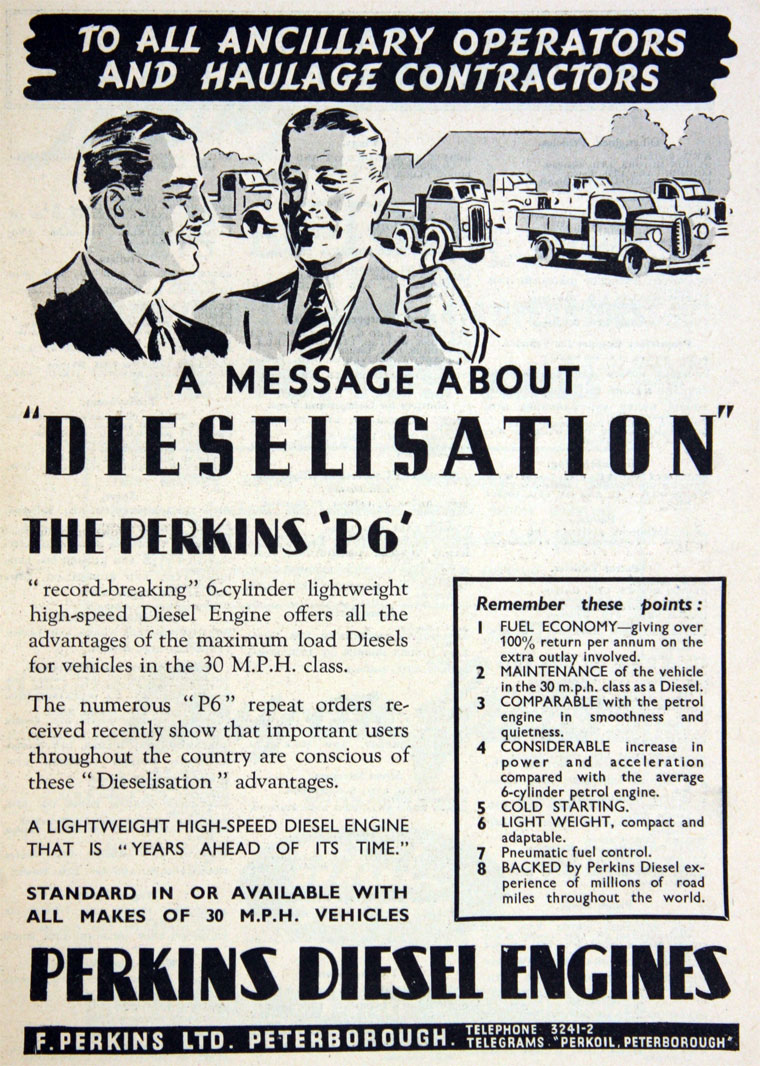 TO ALL ANCILLARY OPERATORS
AND HAULAGE CONTRACTORS
A MESSAGE ABOUT
"DIESELISATION"
THE PERKINS 'P6'
"record-breaking" 6-cylinder lightweight
high-speed Diesel Engine offers all the
advantages of the maximum load Diesels
for vehicles in the 30 M.P.H. class.
The numerous "P6" repeat orders re-
ceived recently show that important users
throughout the country are conscious of
these "Dieselisation" advantages.
A LIGHTWEIGHT HIGH-SPEED DIESEL ENGINE
THAT IS "YEARS AHEAD OF ITS TIME."
STANDARD IN OR AVAILABLE WITH
ALL MAKES OF 30 M.P.H. VEHICLES
Remember these points:
1 FUEL ECONOMY—giving over
100% return per annum on the
extra outlay involved.
2 MAINTENANCE of the vehicle
in the 30 m.p.h. class as a Diesel.
3 COMPARABLE with the petrol
engine in smoothness and
quietness.
4 CONSIDERABLE increase in
power and acceleration
compared with the average
6-cylinder petrol engine.
5 COLD STARTING.
6 LIGHT WEIGHT, compact and
adaptable.
7 Pneumatic fuel control.
8 BACKED by Perkins Diesel ex-
perience of millions of road
miles throughout the world.
PERKINS DIESEL ENGINES
F. PERKINS LTD. PETERBOROUGH.
TELEPHONE 3241-2
TELEGRAMS "PERKOIL, PETERBOROUGH"